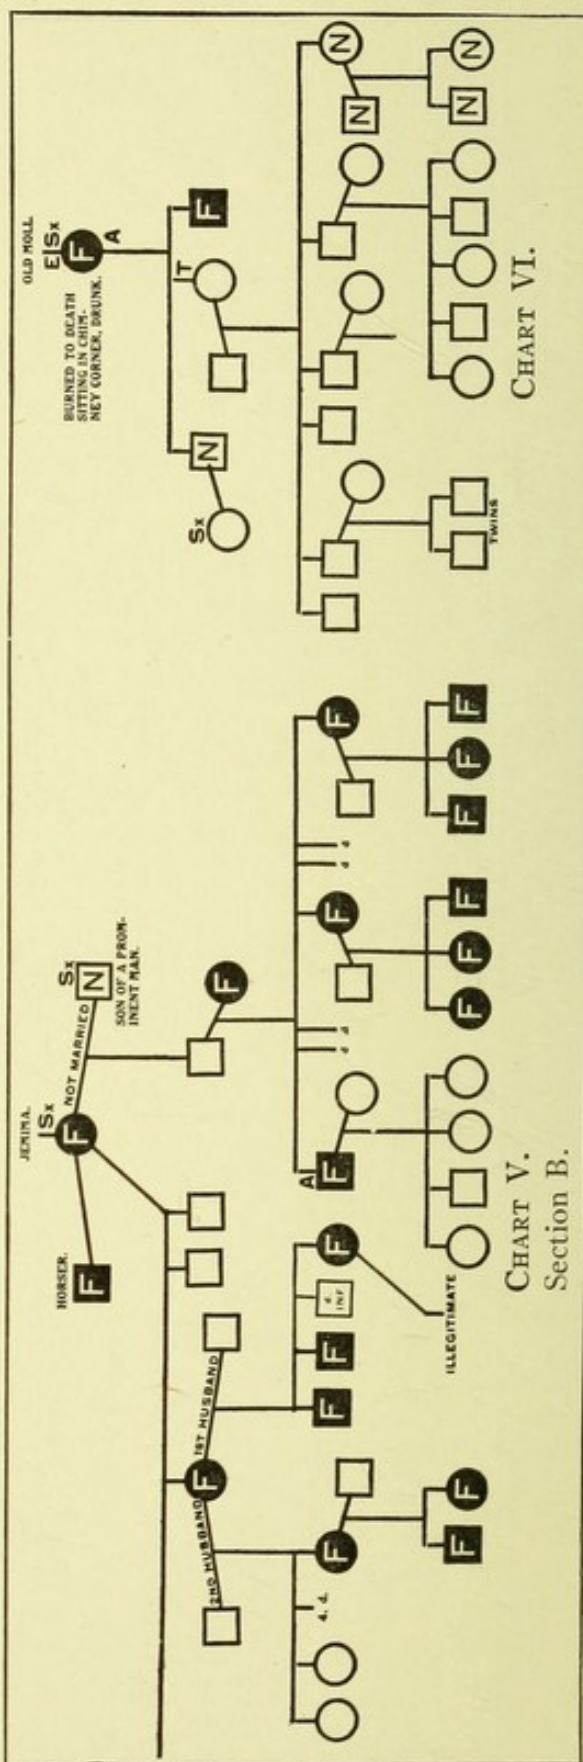 JEMIMA.
Sx
F
NOT MARRIED
Sx
N
SON OF A PROM-
INENT MAN.
HORSER.
F
2ND HUSBAND
F
1ST HUSBAND
F
F
F
F
d.
INF
F
A
F
d d
F
d d
F
F F
ILLEGITIMATE
F F F
F F F
CHART V.
Section B.
OLD MOLL
E|Sx
F
A
BURNED TO DEATH
SITTING IN CHIM-
NEY CORNER, DRUNK.
Sx
N
T
F
N N
TWINS
N N
CHART VI.